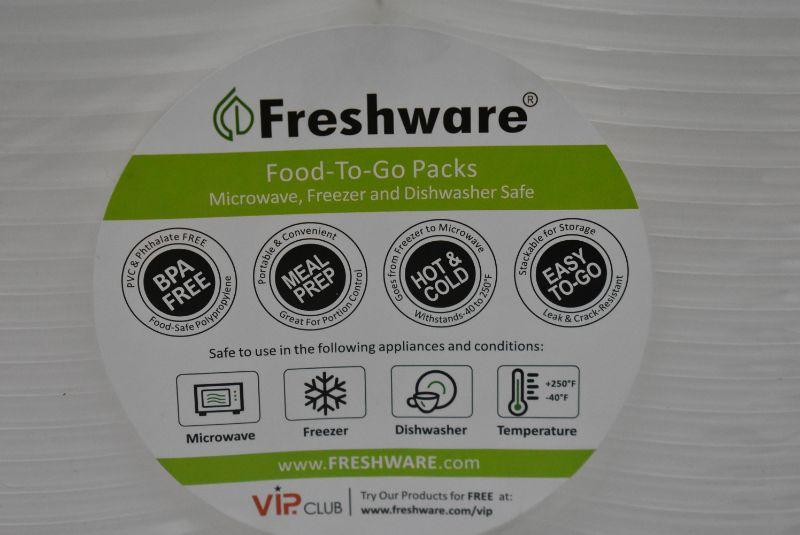 Freshware®
Food-To-Go Packs
Microwave, Freezer and Dishwasher Safe
PVC & Phthalate FREE
BPA
FREE
Food-Safe Polypropylene
Portable & Convenient
MEAL
PREP
Great For Portion Control
Goes from Freezer to Microwave
HOT &
COLD
Withstands-40 to 250°F
Stackable for Storage
EASY
TO-GO
Leak & Crack-Resistant
Safe to use in the following appliances and conditions:
+250°F
-40°F
Microwave Freezer Dishwasher Temperature
www.FRESHWARE.com
VIP CLUB
Try Our Products for FREE at:
www.freshware.com/vip